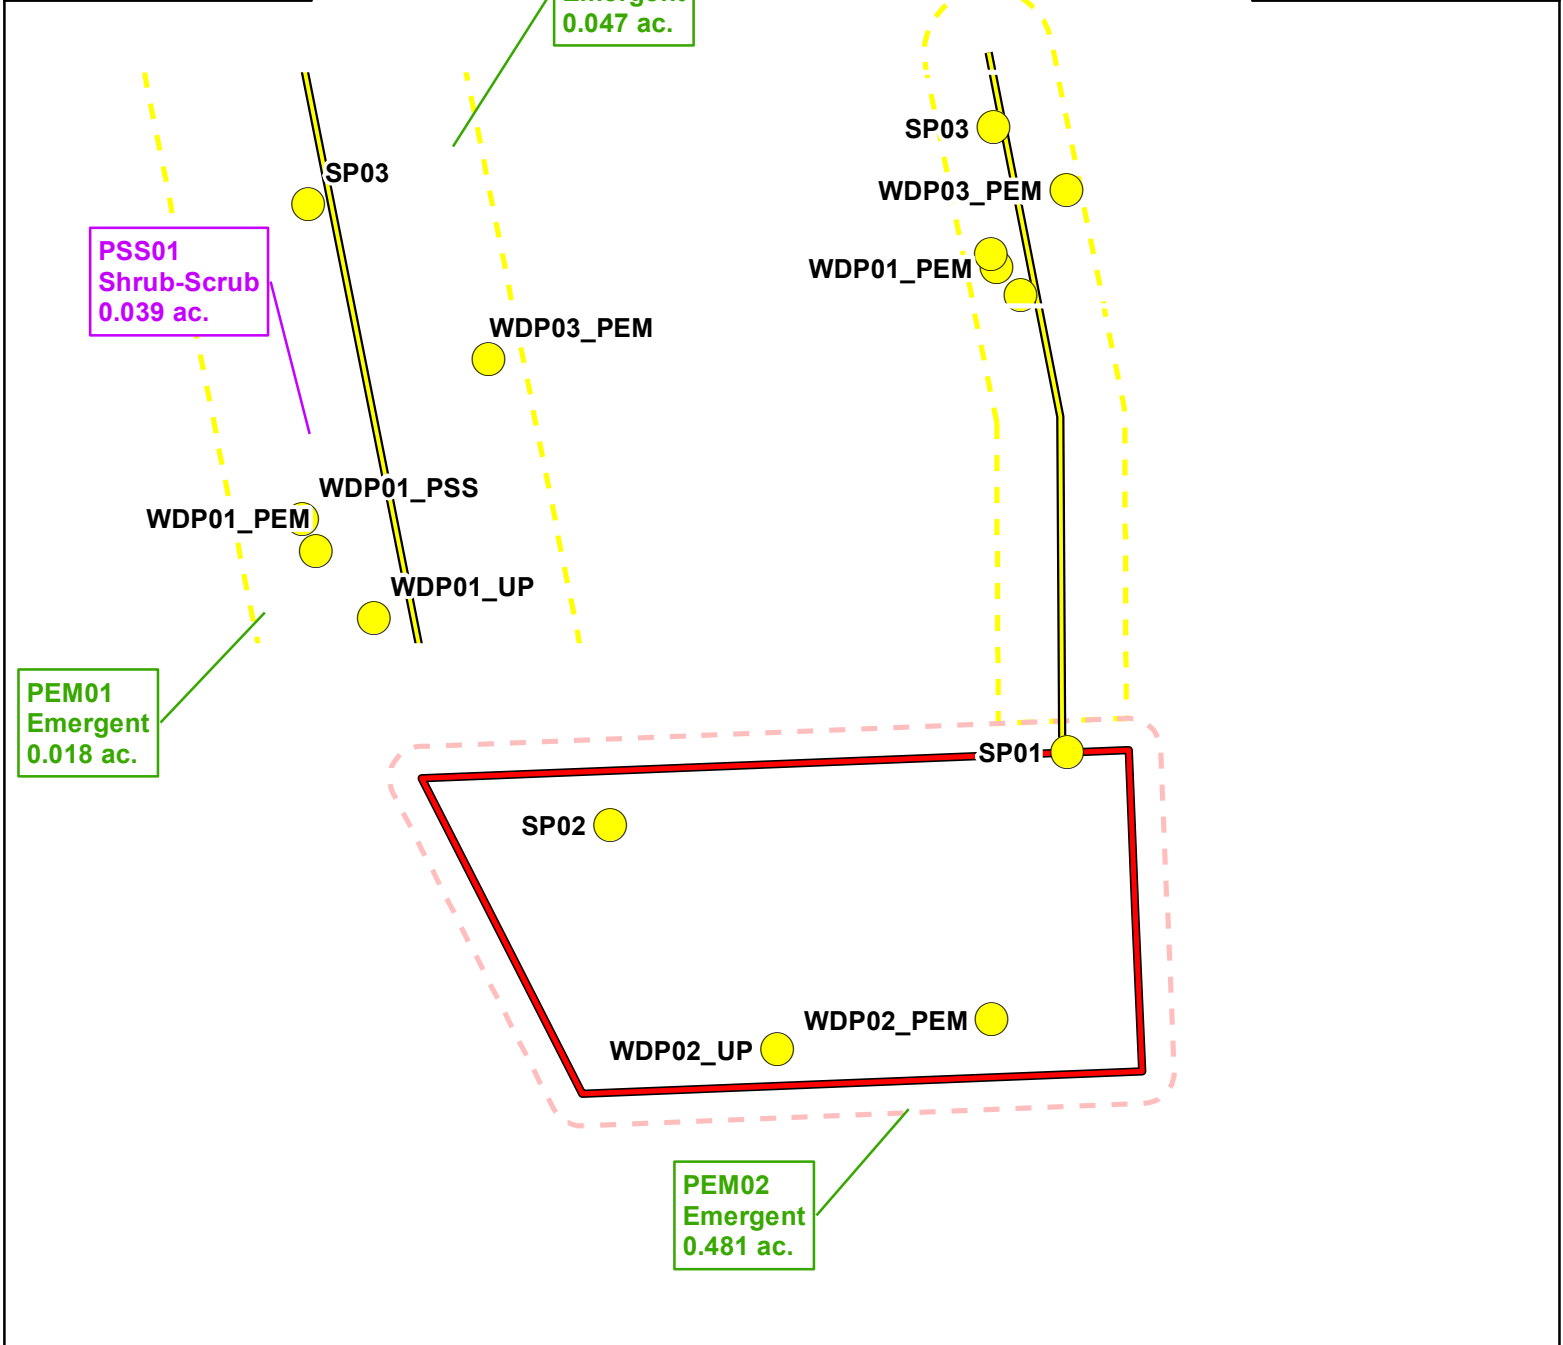 Emergent
0.047 ac.
SP03
SP03
WDP03_PEM
PSS01
Shrub-Scrub
0.039 ac.
WDP01_PEM
WDP03_PEM
WDP01_PSS
WDP01_PEM
WDP01_UP
PEM01
Emergent
0.018 ac.
SP01
SP02
WDP02_PEM
WDP02_UP
PEM02
Emergent
0.481 ac.